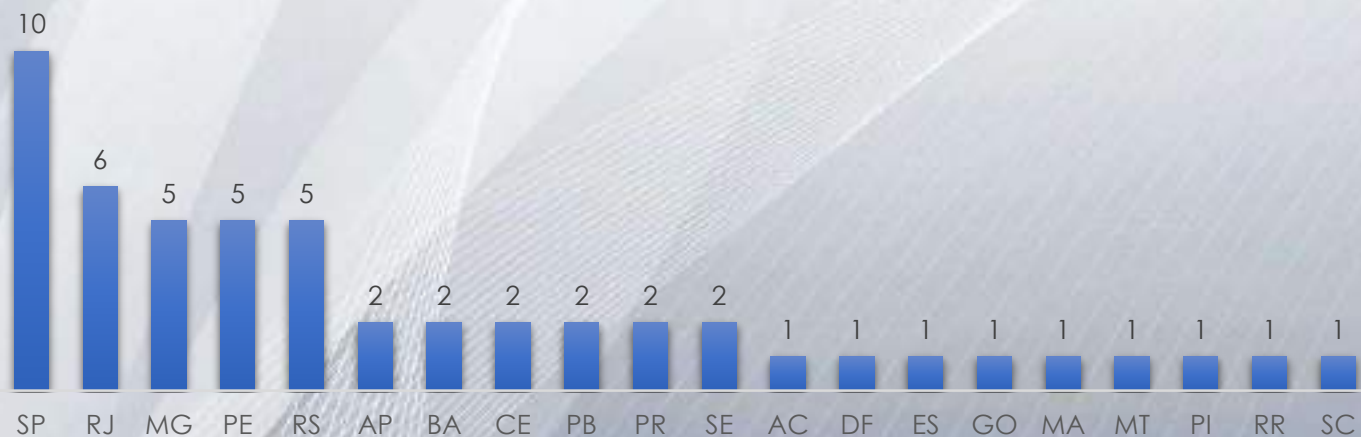 10
6
5 5 5
2 2 2 2 2 2
1 1 1 1 1 1 1 1 1
SP RJ MG PE RS AP BA CE PB PR SE AC DF ES GO MA MT PI RR SC